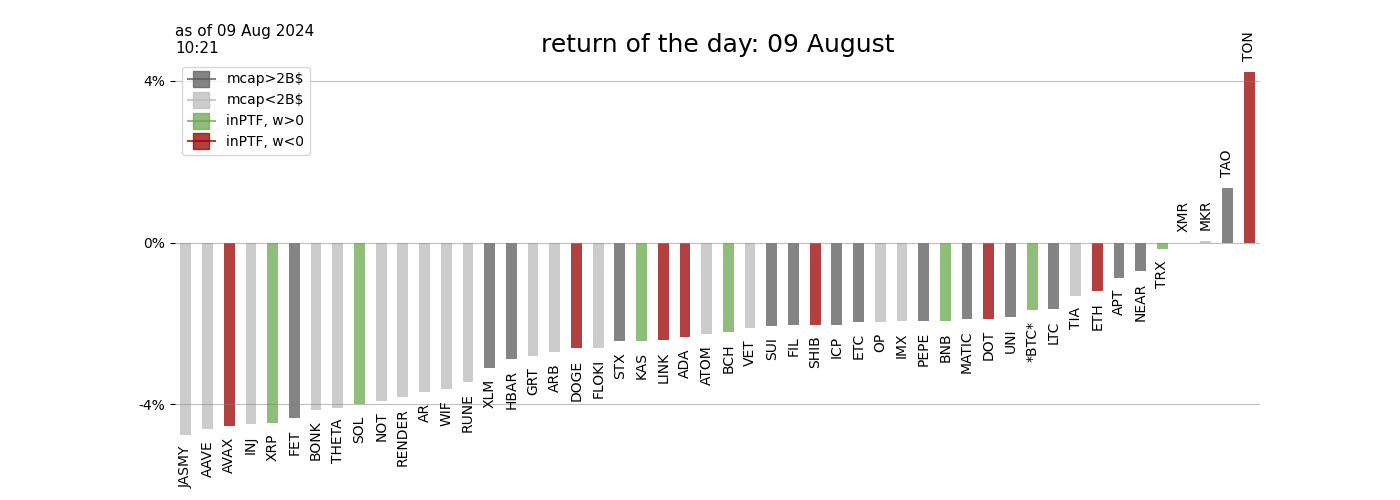 as of 09 Aug 2024
10:21
return of the day: 09 August
mcap>2B$
mcap<2B$
inPTF, w>0
inPTF, w<0
4%
0%
-4%
JASMY
AAVE
AVAX
INJ
XRP
FET
BONK
THETA
SOL
NOT
RENDER
AR
WIF
RUNE
XLM
HBAR
GRT
ARB
DOGE
FLOKI
STX
KAS
LINK
ADA
ATOM
BCH
VET
SUI
FIL
SHIB
ICP
ETC
OP
IMX
PEPE
BNB
MATIC
DOT
UNI
*BTC*
LTC
TIA
ETH
APT
NEAR
TRX
XMR
MKR
TAO
TON